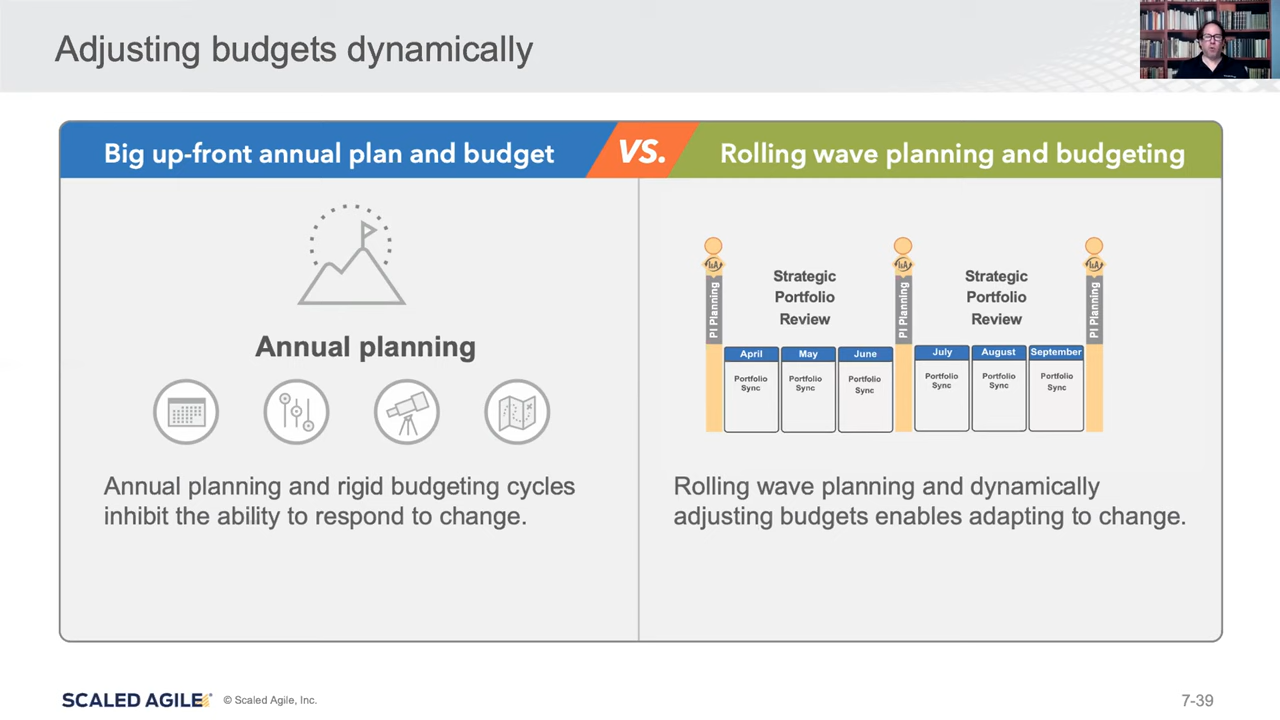 Adjusting budgets dynamically
Big up-front annual plan and budget
VS.
Rolling wave planning and budgeting
Annual planning
Annual planning and rigid budgeting cycles
inhibit the ability to respond to change.
PI Planning
I&A
Strategic
Portfolio
Review
PI Planning
I&A
Strategic
Portfolio
Review
PI Planning
I&A
April
Portfolio
Sync
May
Portfolio
Sync
June
Portfolio
Sync
July
Portfolio
Sync
August
Portfolio
Sync
September
Portfolio
Sync
Rolling wave planning and dynamically
adjusting budgets enables adapting to change.
SCALED AGILE
© Scaled Agile, Inc.
7-39